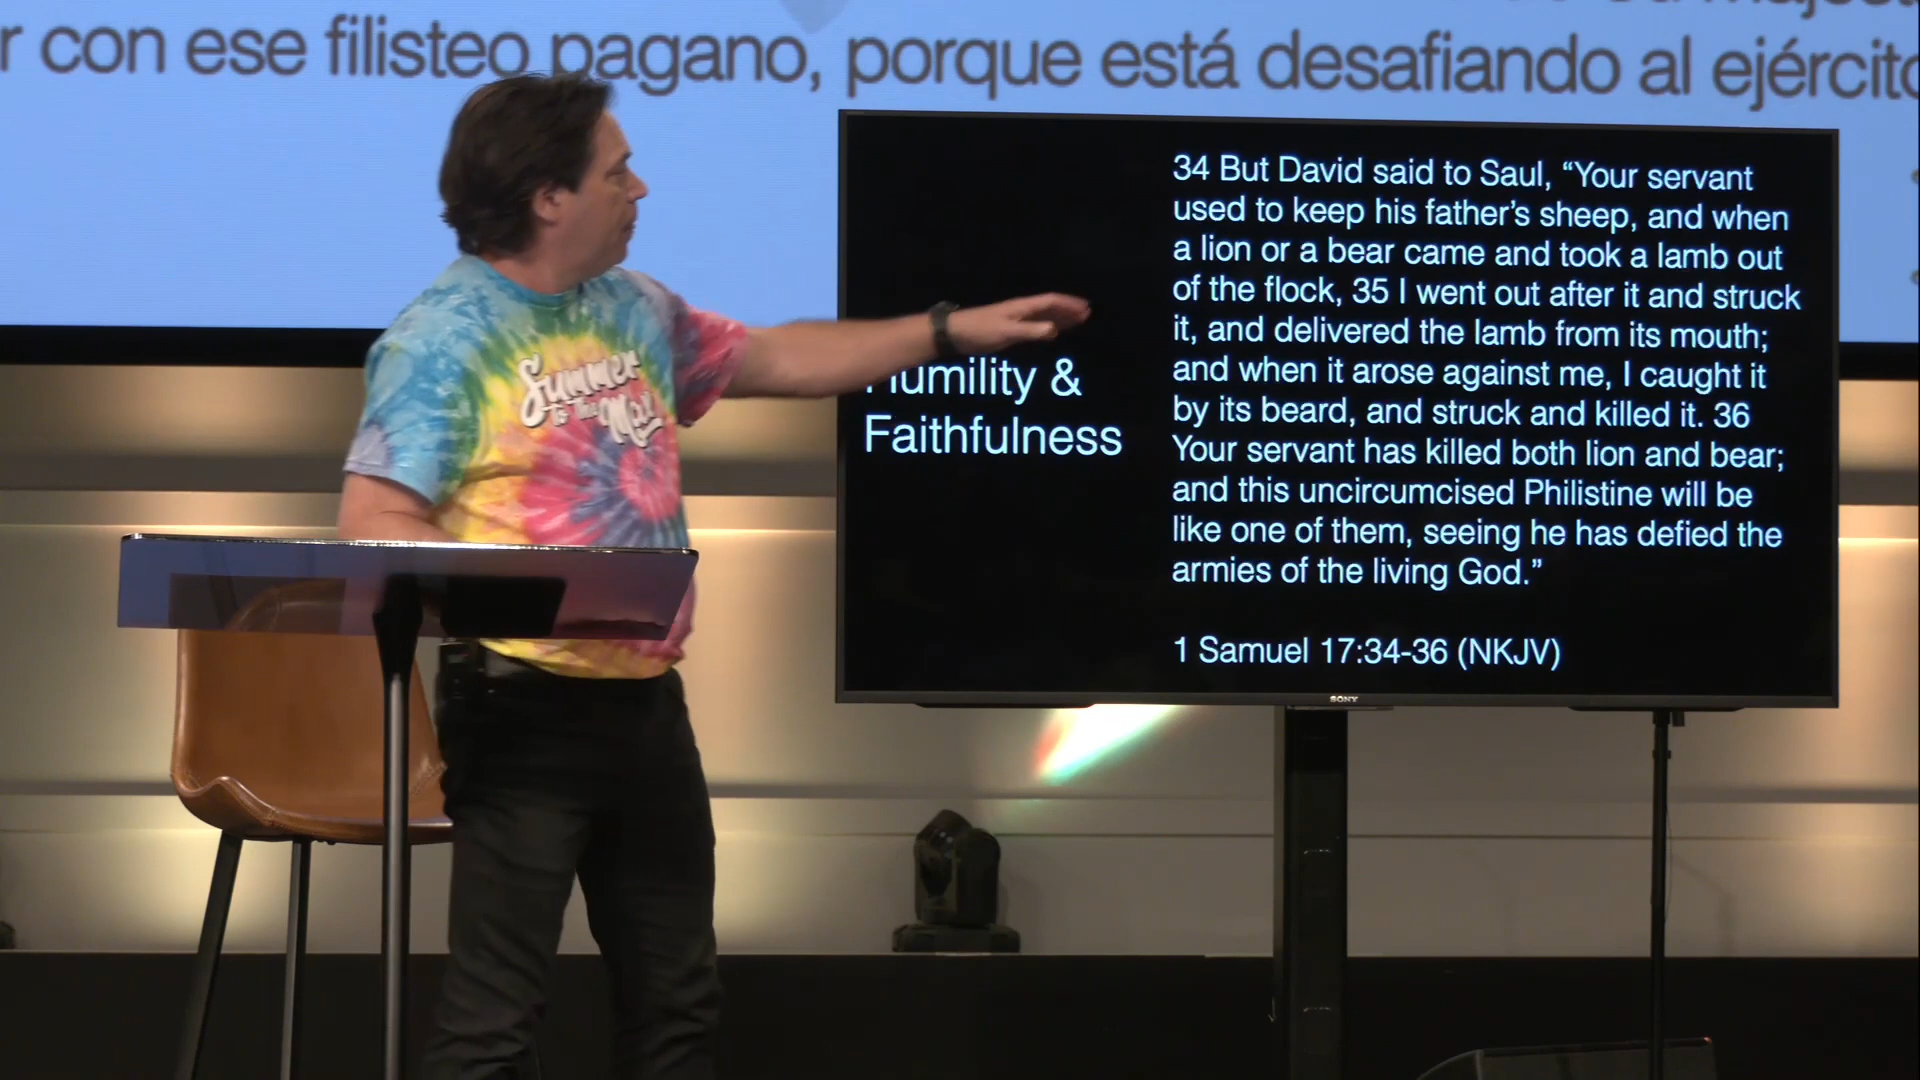 r con ese filisteo pagano, porque está desafiando al ejército
34 But David said to Saul, “Your servant
used to keep his father’s sheep, and when
a lion or a bear came and took a lamb out
of the flock, 35 I went out after it and struck
it, and delivered the lamb from its mouth;
and when it arose against me, I caught it
by its beard, and struck and killed it. 36
Your servant has killed both lion and bear;
and this uncircumcised Philistine will be
like one of them, seeing he has defied the
armies of the living God.”
1 Samuel 17:34-36 (NKJV)
Humility &
Faithfulness
Summer
is the
SONY